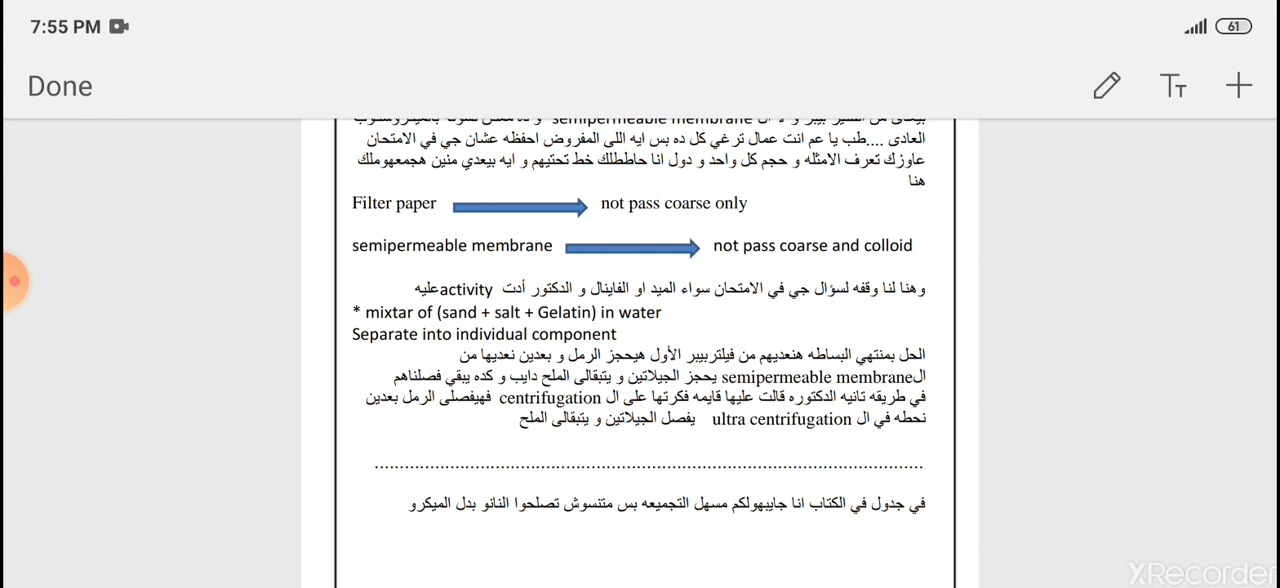 7:55 PM
61
Done
semipermeable membrane
العادى ....طب يا عم انت عمال ترغي كل ده بس ايه اللى المفروض احفظه عشان جي في الامتحان
عاوزك تعرف الامثله و حجم كل واحد و دول انا حاططلك خط تحتيهم و ايه بيعدي منين هجمعهوملك
هنا
Filter paper not pass coarse only
semipermeable membrane not pass coarse and colloid
وهنا لنا وقفه لسؤال جي في الامتحان سواء الميد او الفاينال و الدكتور أدت activityعليه
* mixtar of (sand + salt + Gelatin) in water
Separate into individual component
الحل بمنتهي البساطه هنعديهم من فيلتربيبر الأول هيحجز الرمل و بعدين نعديها من
الsemipermeable membrane يحجز الجيلاتين و يتبقالى الملح دايب و كده يبقي فصلناهم
في طريقه تانيه الدكتوره قالت عليها قايمه فكرتها على ال centrifugation فهيفصلى الرمل بعدين
نحطه في ال ultra centrifugation يفصل الجيلاتين و يتبقالى الملح
........................................................................................................
في جدول في الكتاب انا جايبهولكم مسهل التجميعه بس متنسوش تصلحوا النانو بدل الميكرو
XRecorder